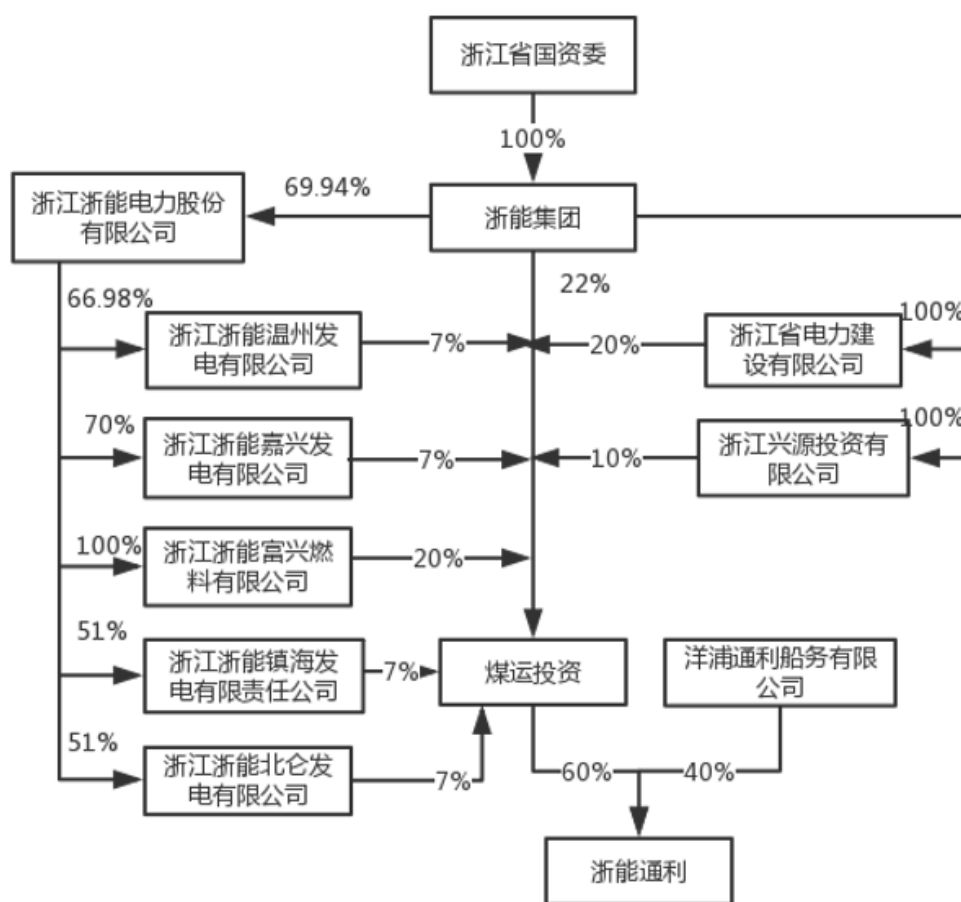 浙江省国资委
100%
69.94%
浙江浙能电力股份
有限公司
浙能集团
66.98%
22%
浙江浙能温州发
电有限公司
7%
20%
浙江省电力建
设有限公司
100%
70%
浙江浙能嘉兴发
电有限公司
7%
10%
浙江兴源投资有
限公司
100%
100%
浙江浙能富兴燃
料有限公司
20%
51%
浙江浙能镇海发
电有限责任公司
7%
煤运投资
洋浦通利船务有限
公司
51%
浙江浙能北仑发
电有限公司
7%
60%
40%
浙能通利